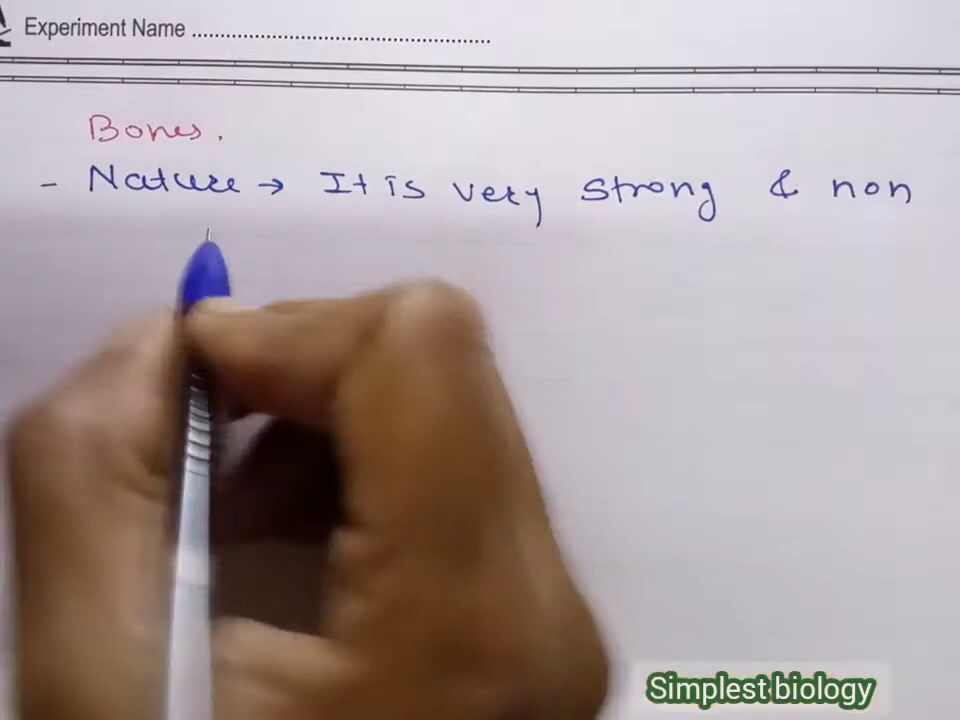 Experiment Name ....................................................
Bones.
- Nature → It is very strong & non
Simplest biology